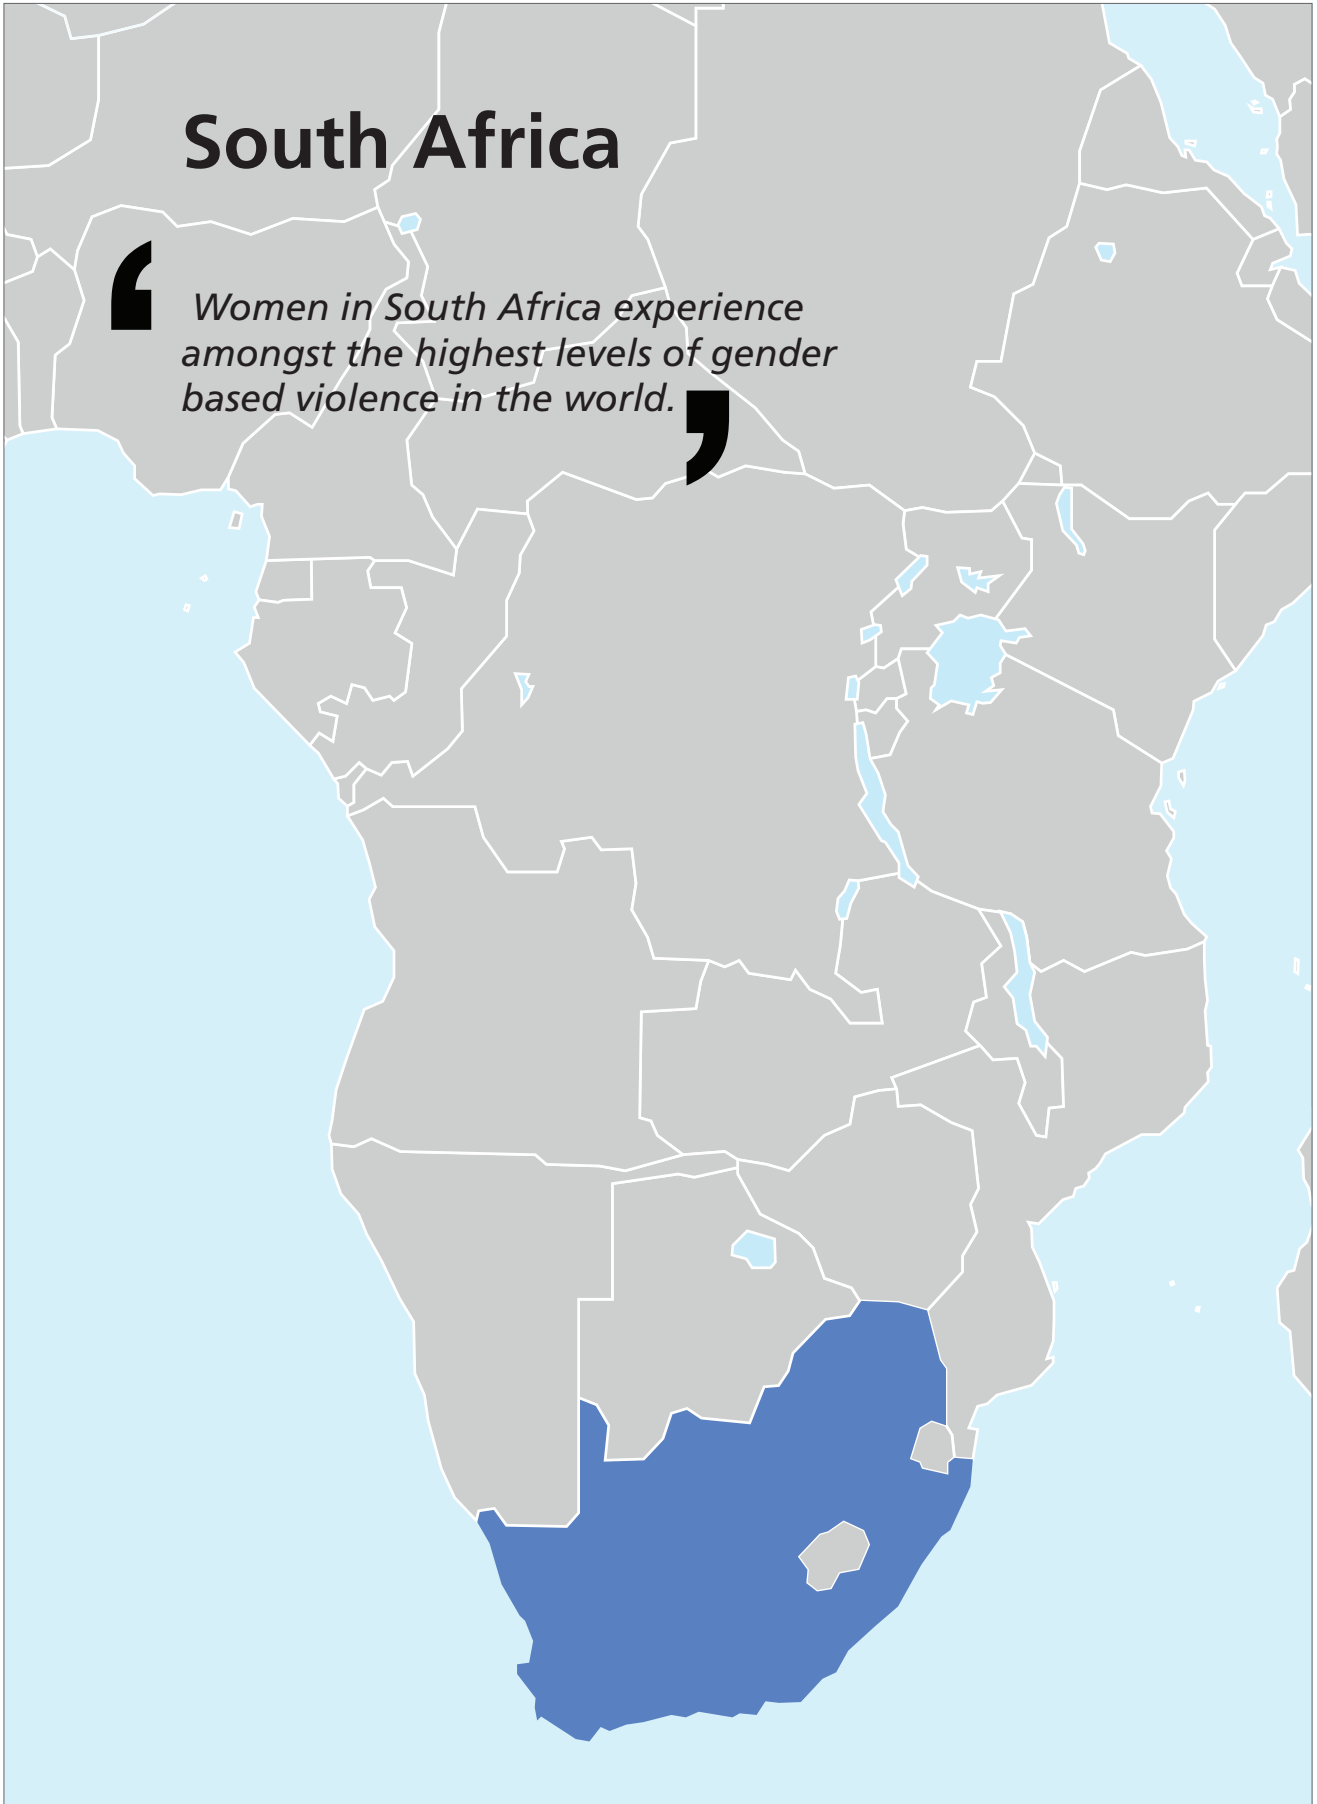 South Africa
‘ Women in South Africa experience
amongst the highest levels of gender
based violence in the world. ’